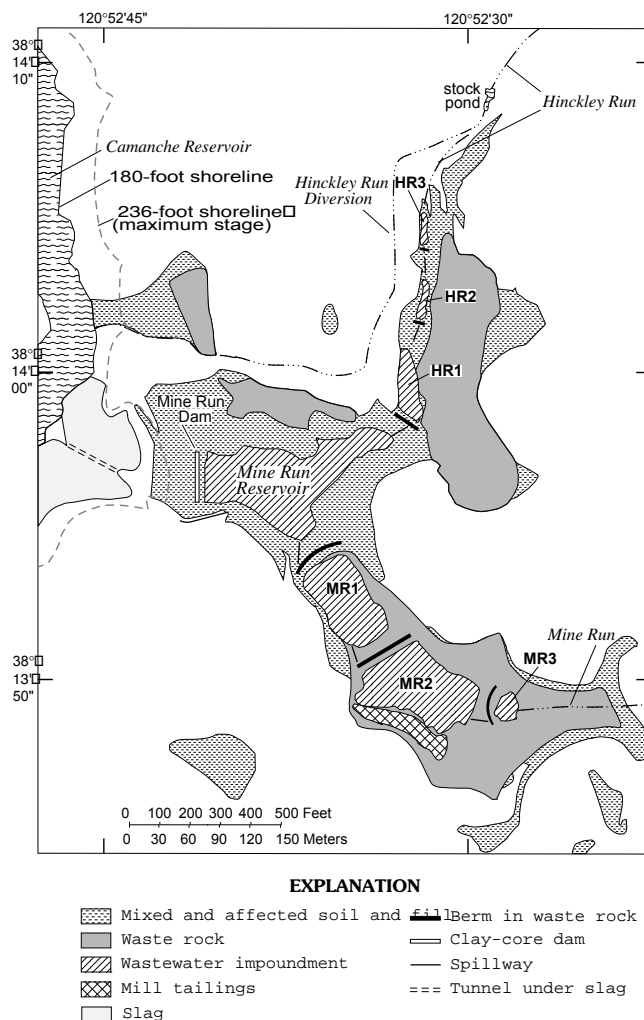 120°52'45"
120°52'30"
38°□
14'□
10"
stock
pond
Hinckley Run
Camanche Reservoir
180-foot shoreline
Hinckley Run
Diversion
HR3
236-foot shoreline□
(maximum stage)
HR2
38°□
14'□
00"
HR1
Mine Run
Dam
Mine Run
Reservoir
MR1
Mine Run
38°□
13'□
50"
MR2
MR3
0 100 200 300 400 500 Feet
0 30 60 90 120 150 Meters
EXPLANATION
Mixed and affected soil and fill
Waste rock
Wastewater impoundment
Mill tailings
Slag
Berm in waste rock
Clay-core dam
Spillway
Tunnel under slag